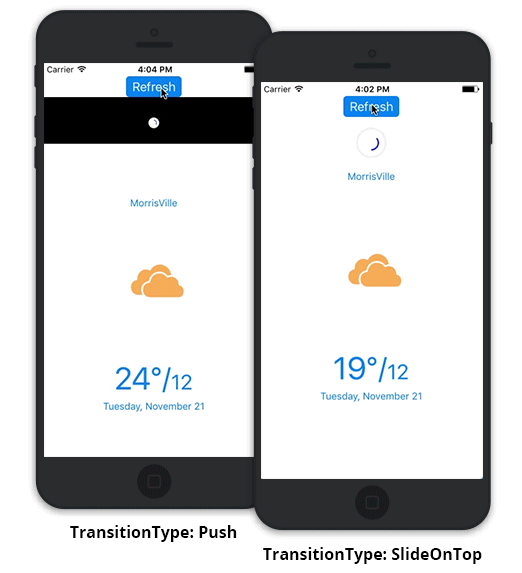 Carrier 4:04 PM
Refresh
MorrisVille
24°/12
Tuesday, November 21
TransitionType: Push
Carrier 4:02 PM
Refresh
MorrisVille
19°/12
Tuesday, November 21
TransitionType: SlideOnTop